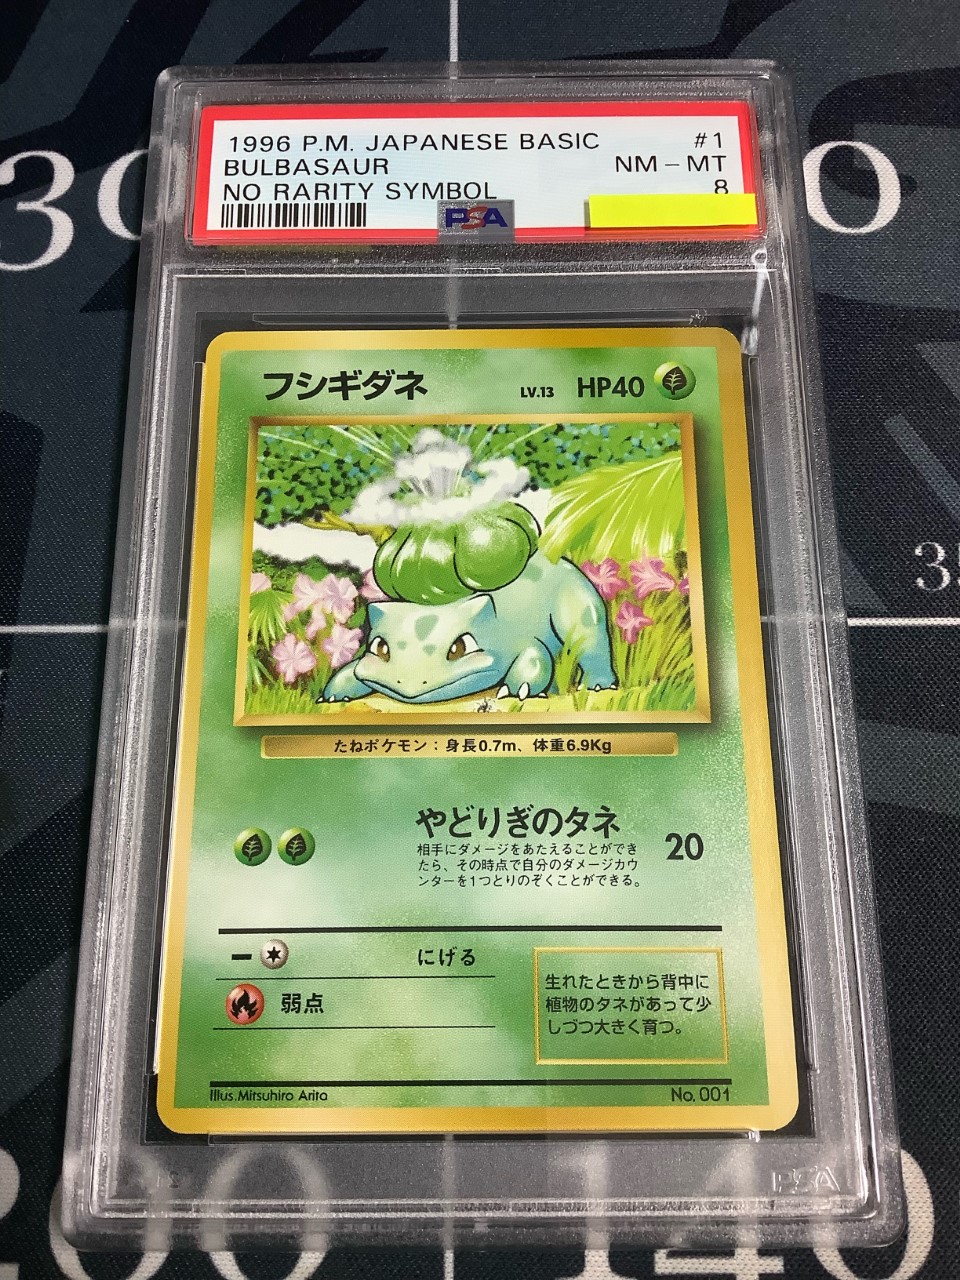 1996 P.M. JAPANESE BASIC #1
BULBASAUR NM - MT
NO RARITY SYMBOL 8
PSA
フシギダネ LV.13 HP40
たねポケモン：身長0.7m、体重6.9Kg
やどりぎのタネ 20
相手にダメージをあたえることができ
たら、その時点で自分のダメージカウ
ンターを1つとりのぞくことができる。
にげる
弱点
生れたときから背中に
植物のタネがあって少
しづつ大きく育つ。
Illus.Mitsuhiro Arita No. 001
PSA
35
140